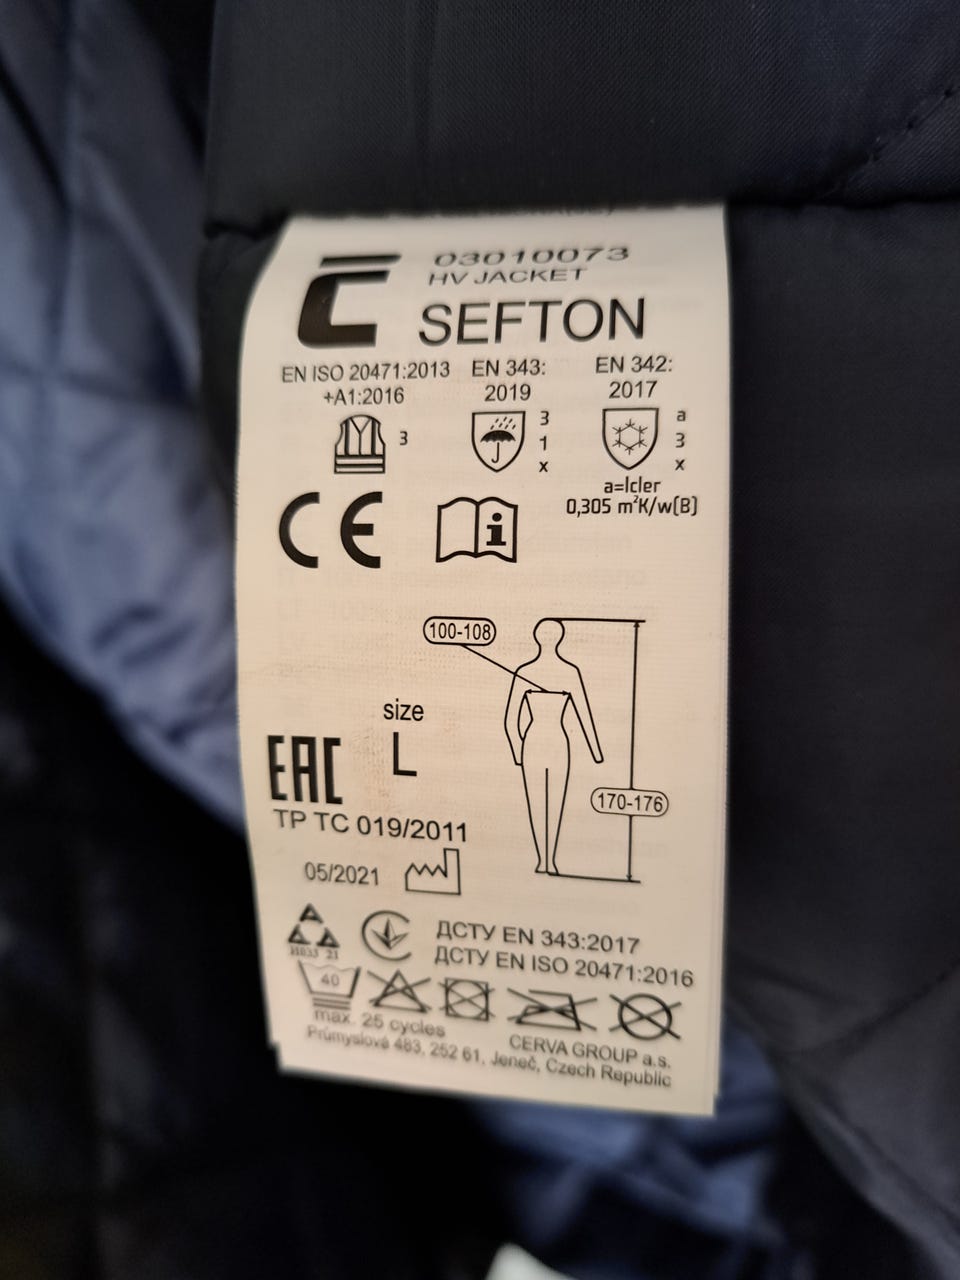 03010073
HV JACKET
SEFTON
EN ISO 20471:2013
+A1:2016
3
EN 343:
2019
3
1
x
EN 342:
2017
a
3
x
a=Icler
0,305 m²K/w(B)
CE
i
100-108
170-176
size
L
EAC
TP TC 019/2011
05/2021
ДСТУ EN 343:2017
ДСТУ EN ISO 20471:2016
40
max. 25 cycles
CERVA GROUP a.s.
Průmyslová 483, 252 61, Jeneč, Czech Republic